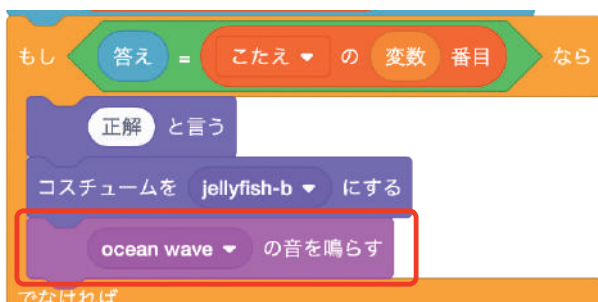 もし 答え = こたえ の 変数 番目 なら
正解 と言う
コスチュームを jellyfish-b にする
ocean wave の音を鳴らす
でなければ